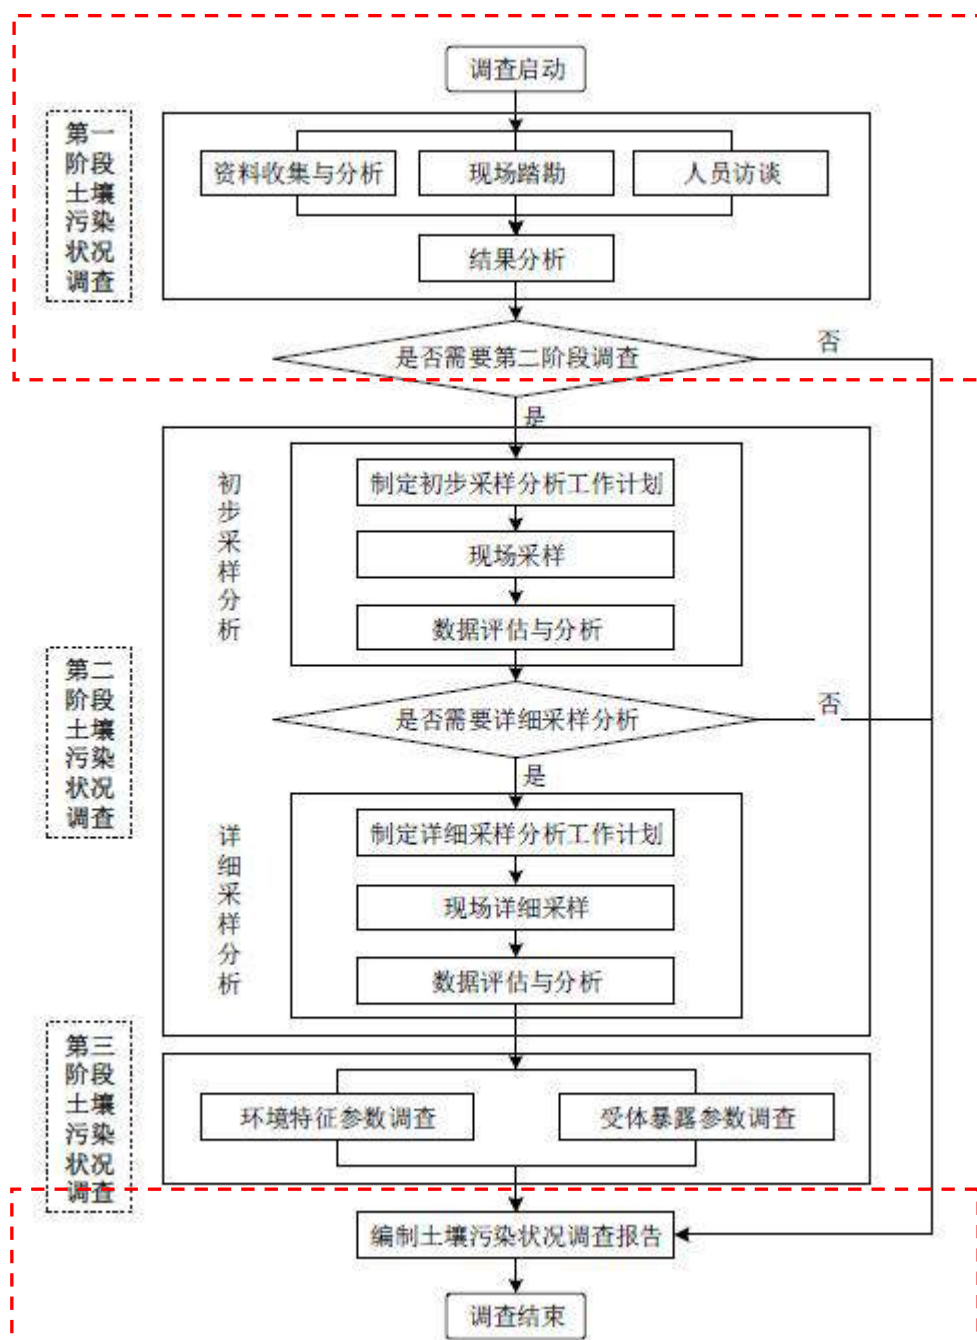 调查启动
第一
阶段
土壤
污染
状况
调查
资料收集与分析
现场踏勘
人员访谈
结果分析
是否需要第二阶段调查
否
是
初步采样分析
制定初步采样分析工作计划
现场采样
数据评估与分析
第二
阶段
土壤
污染
状况
调查
是否需要详细采样分析
否
是
详细采样分析
制定详细采样分析工作计划
现场详细采样
数据评估与分析
第三
阶段
土壤
污染
状况
调查
环境特征参数调查
受体暴露参数调查
编制土壤污染状况调查报告
调查结束